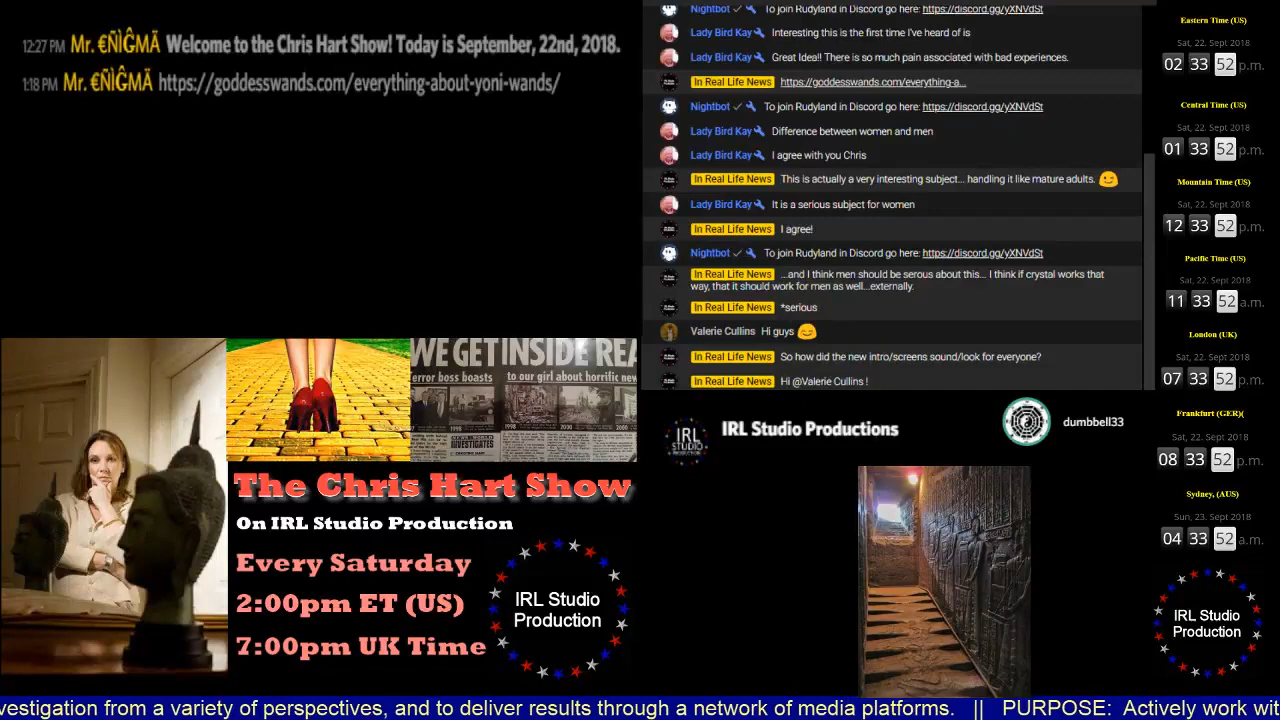 12:27 PM Mr. €ÑÌĜMÄ Welcome to the Chris Hart Show! Today is September, 22nd, 2018.
1:18 PM Mr. €ÑÌĜMÄ https://goddesswands.com/everything-about-yoni-wands/
Nightbot To join Rudyland in Discord go here: https://discord.gg/yXNVdSt
Lady Bird Kay Interesting this is the first time I've heard of is
Lady Bird Kay Great Idea!! There is so much pain associated with bad experiences.
In Real Life News https://goddesswands.com/everything-a...
Nightbot To join Rudyland in Discord go here: https://discord.gg/yXNVdSt
Lady Bird Kay Difference between women and men
Lady Bird Kay I agree with you Chris
In Real Life News This is actually a very interesting subject... handling it like mature adults.
Lady Bird Kay It is a serious subject for women
In Real Life News I agree!
Nightbot To join Rudyland in Discord go here: https://discord.gg/yXNVdSt
In Real Life News ...and I think men should be serous about this... I think if crystal works that
way, that it should work for men as well...externally.
In Real Life News *serious
Valerie Cullins Hi guys
In Real Life News So how did the new intro/screens sound/look for everyone?
In Real Life News Hi @Valerie Cullins !
Eastern Time (US)
Sat, 22. Sept 2018
02 33 52 p.m.
Central Time (US)
Sat, 22. Sept 2018
01 33 52 p.m.
Mountain Time (US)
Sat, 22. Sept 2018
12 33 52 p.m.
Pacific Time (US)
Sat, 22. Sept 2018
11 33 52 a.m.
London (UK)
Sat, 22. Sept 2018
07 33 52 p.m.
Frankfurt (GER)(
Sat, 22. Sept 2018
08 33 52 p.m.
Sydney, (AUS)
Sun, 23. Sept 2018
04 33 52 a.m.
WE GET INSIDE REA
error boss boasts
to our girl about horrific new
1998
2000
INVESTIGATES
The Chris Hart Show
On IRL Studio Production
Every Saturday
2:00pm ET (US)
7:00pm UK Time
IRL Studio
Production
IRL
STUDIO
IRL Studio Productions
dumbbell33
IRL Studio
Production
vestigation from a variety of perspectives, and to deliver results through a network of media platforms. || PURPOSE: Actively work wit